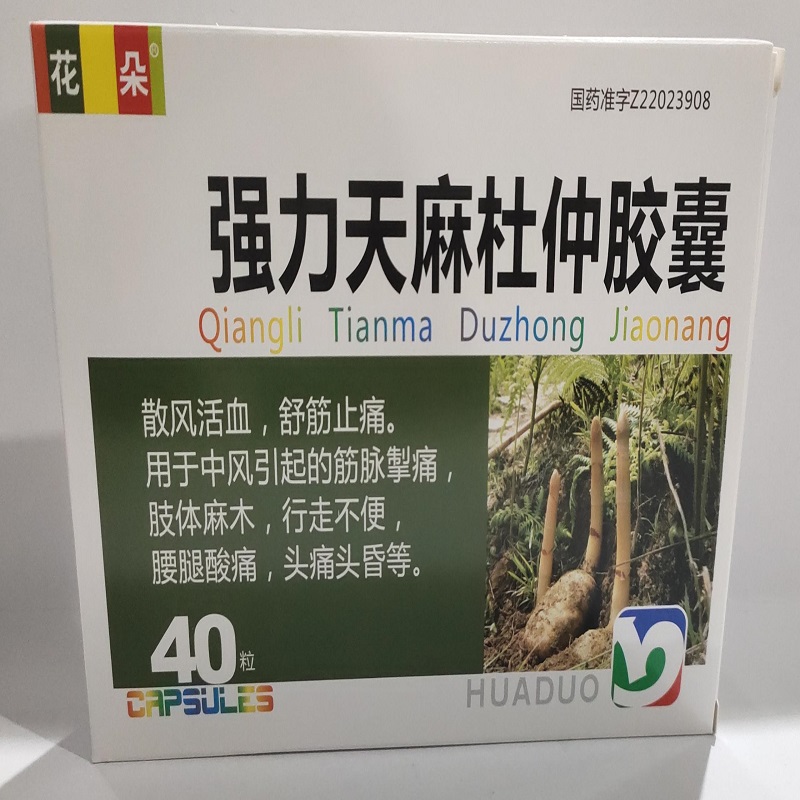 花朵®
国药准字Z22023908
强力天麻杜仲胶囊
Qiangli Tianma Duzhong Jiaonang
散风活血，舒筋止痛。
用于中风引起的筋脉掣痛，
肢体麻木，行走不便，
腰腿酸痛，头痛头昏等。
40粒
CAPSULES
HUADUO